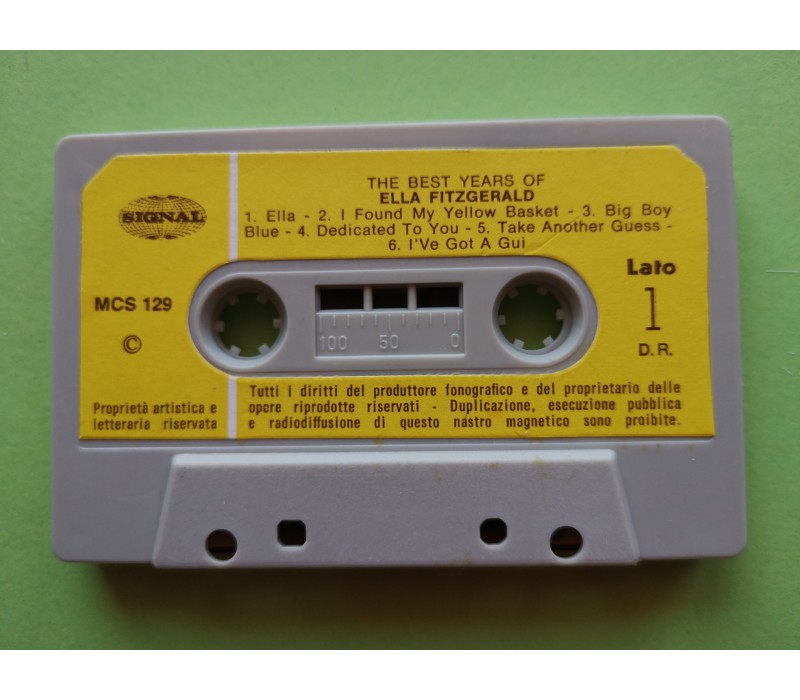 SIGNAL
THE BEST YEARS OF
ELLA FITZGERALD
1. Ella - 2. I Found My Yellow Basket - 3. Big Boy
Blue - 4. Dedicated To You - 5. Take Another Guess -
6. I'Ve Got A Gui
Lato
1
D.R.
MCS 129
©
100 50 0
Proprietà artistica e
letteraria riservata
Tutti i diritti del produttore fonografico e del proprietario delle
opere riprodotte riservati - Duplicazione, esecuzione pubblica
e radiodiffusione di questo nastro magnetico sono proibite.